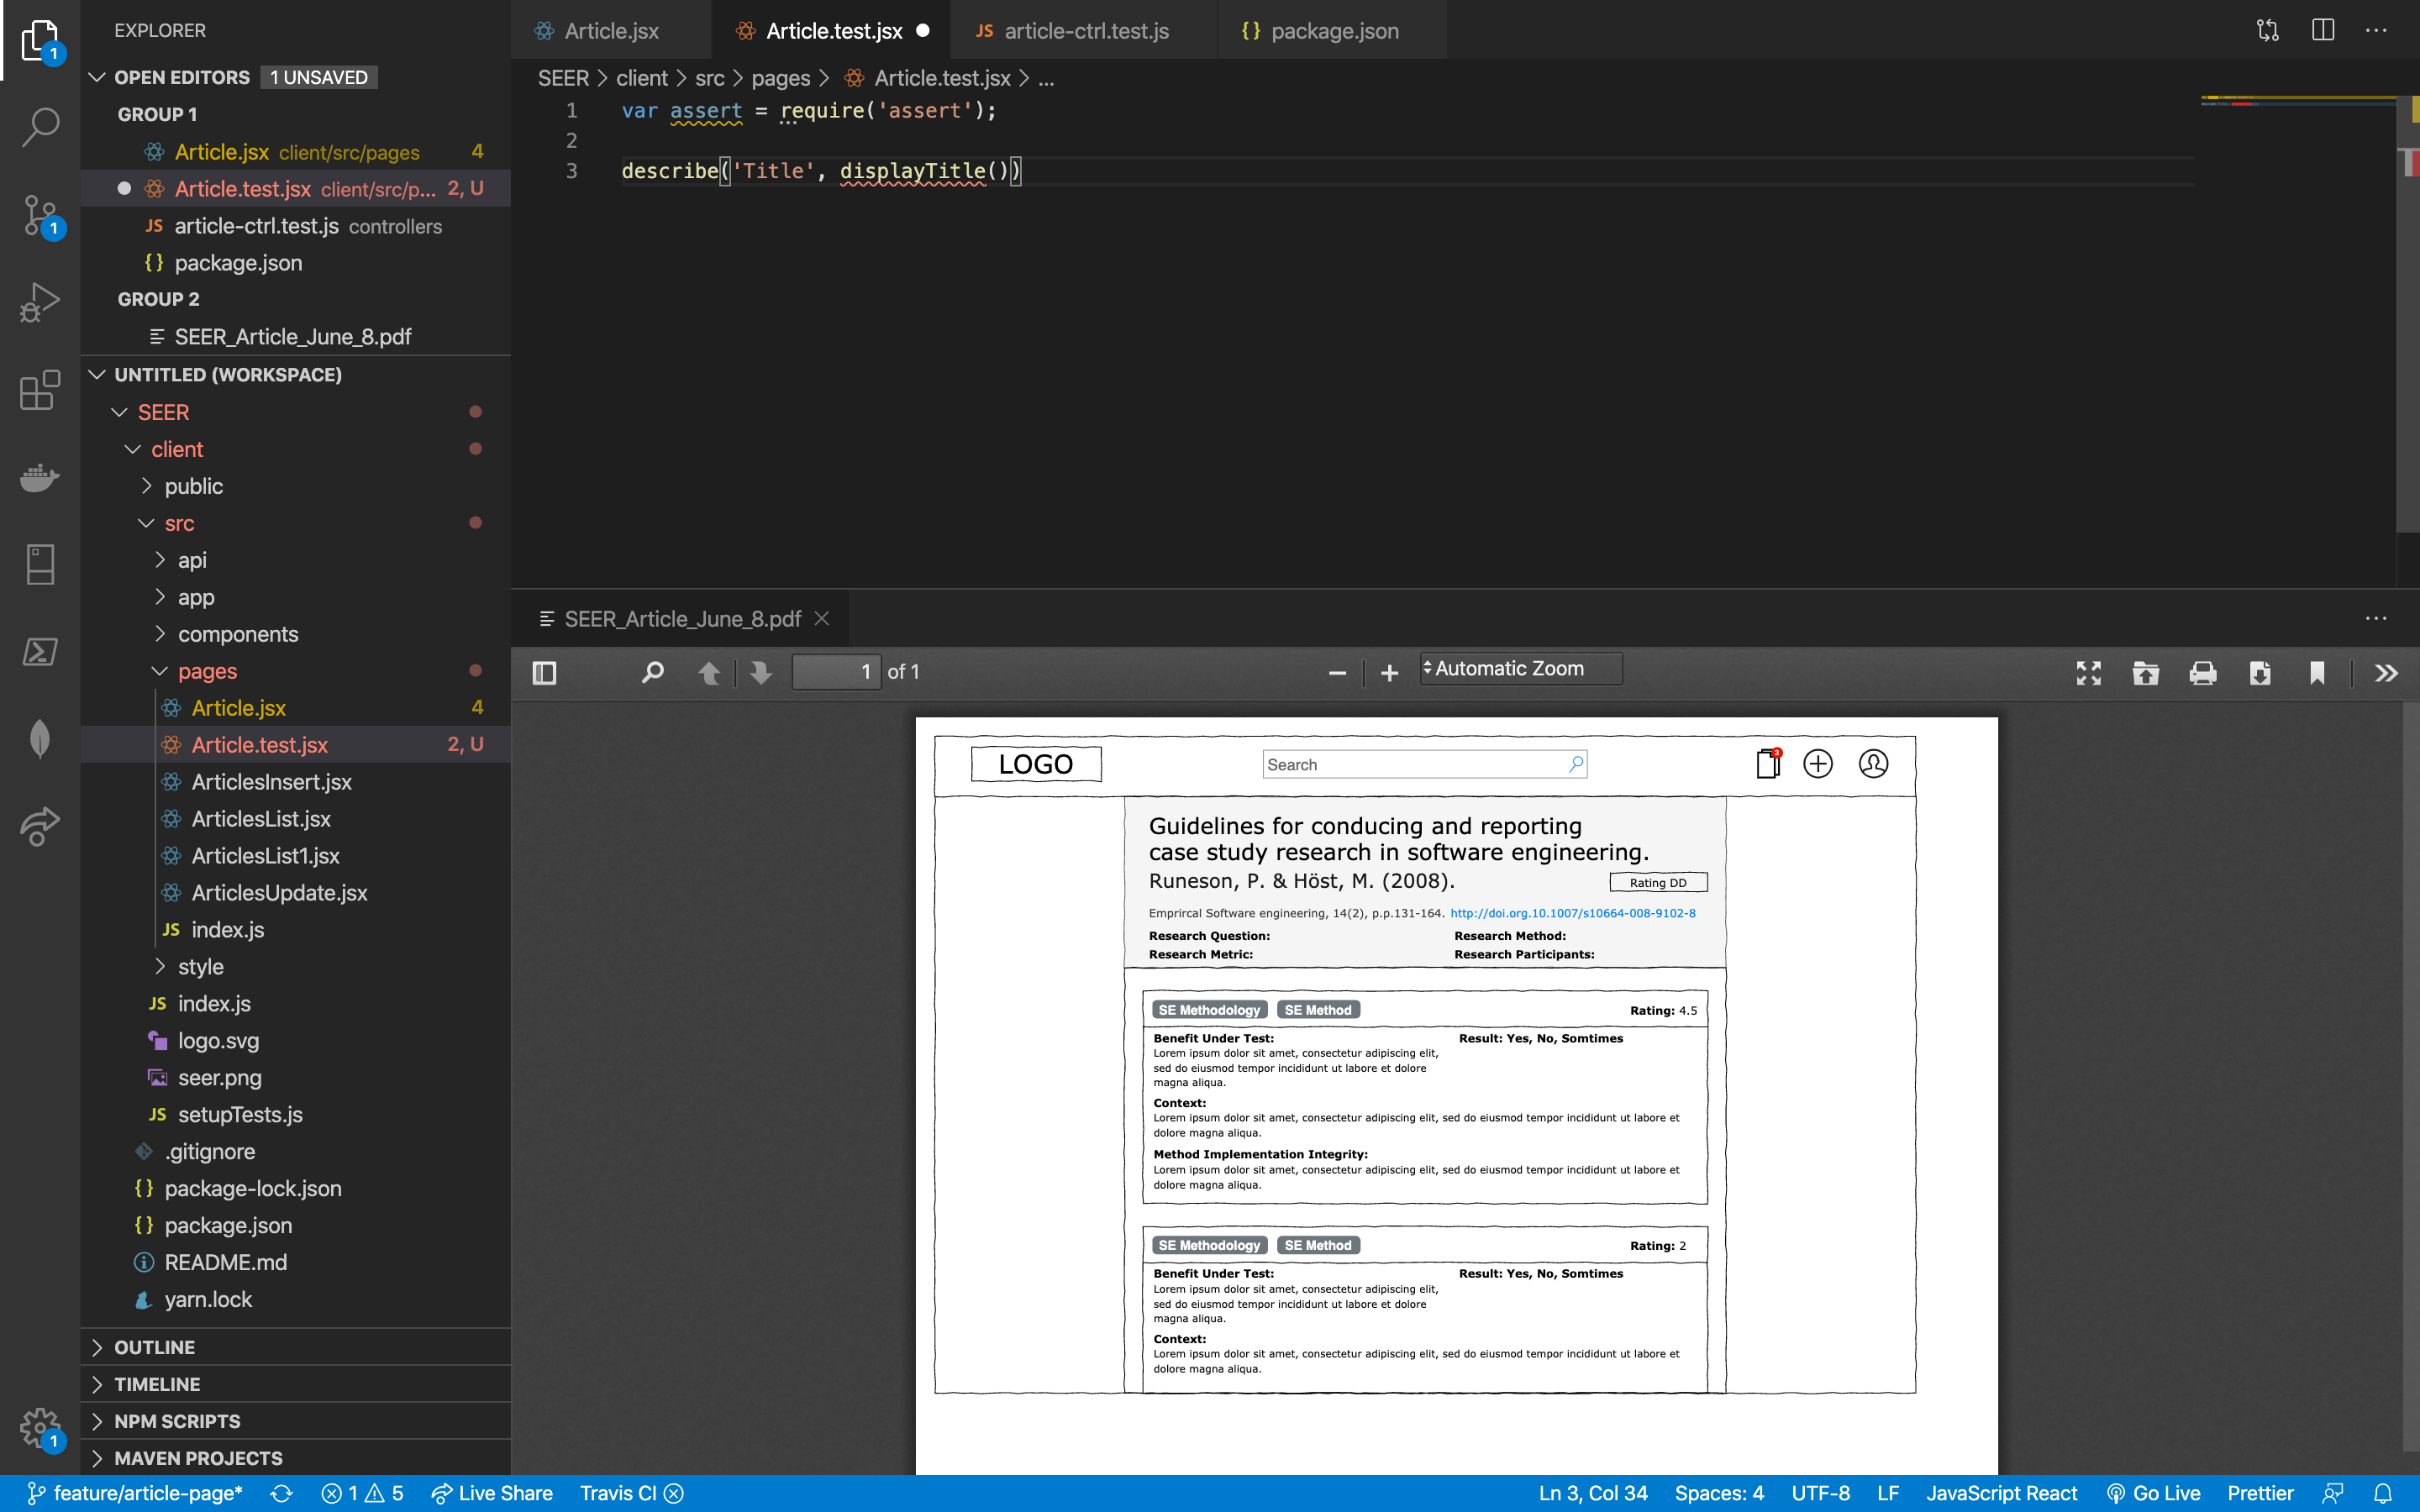 EXPLORER
OPEN EDITORS 1 UNSAVED
GROUP 1
Article.jsx client/src/pages 4
Article.test.jsx client/src/p... 2, U
article-ctrl.test.js controllers
package.json
GROUP 2
SEER_Article_June_8.pdf
UNTITLED (WORKSPACE)
SEER
client
public
src
api
app
components
pages
Article.jsx 4
Article.test.jsx 2, U
ArticlesInsert.jsx
ArticlesList.jsx
ArticlesList1.jsx
ArticlesUpdate.jsx
JS index.js
style
JS index.js
logo.svg
seer.png
JS setupTests.js
.gitignore
{} package-lock.json
{} package.json
README.md
yarn.lock
OUTLINE
TIMELINE
NPM SCRIPTS
MAVEN PROJECTS
1
1
1
Article.jsx Article.test.jsx JS article-ctrl.test.js {} package.json
SEER > client > src > pages > Article.test.jsx > ...
1 var assert = require('assert');
2
3 describe('Title', displayTitle())
SEER_Article_June_8.pdf
1 of 1 Automatic Zoom
LOGO Search 3
Guidelines for conducing and reporting
case study research in software engineering.
Runeson, P. & Höst, M. (2008). Rating DD
Emprircal Software engineering, 14(2), p.p.131-164. http://doi.org.10.1007/s10664-008-9102-8
Research Question: Research Method:
Research Metric: Research Participants:
SE Methodology SE Method Rating: 4.5
Benefit Under Test: Result: Yes, No, Somtimes
Lorem ipsum dolor sit amet, consectetur adipiscing elit,
sed do eiusmod tempor incididunt ut labore et dolore
magna aliqua.
Context:
Lorem ipsum dolor sit amet, consectetur adipiscing elit, sed do eiusmod tempor incididunt ut labore et
dolore magna aliqua.
Method Implementation Integrity:
Lorem ipsum dolor sit amet, consectetur adipiscing elit, sed do eiusmod tempor incididunt ut labore et
dolore magna aliqua.
SE Methodology SE Method Rating: 2
Benefit Under Test: Result: Yes, No, Somtimes
Lorem ipsum dolor sit amet, consectetur adipiscing elit,
sed do eiusmod tempor incididunt ut labore et dolore
magna aliqua.
Context:
Lorem ipsum dolor sit amet, consectetur adipiscing elit, sed do eiusmod tempor incididunt ut labore et
dolore magna aliqua.
feature/article-page* 1 5 Live Share Travis CI Ln 3, Col 34 Spaces: 4 UTF-8 LF JavaScript React Go Live Prettier